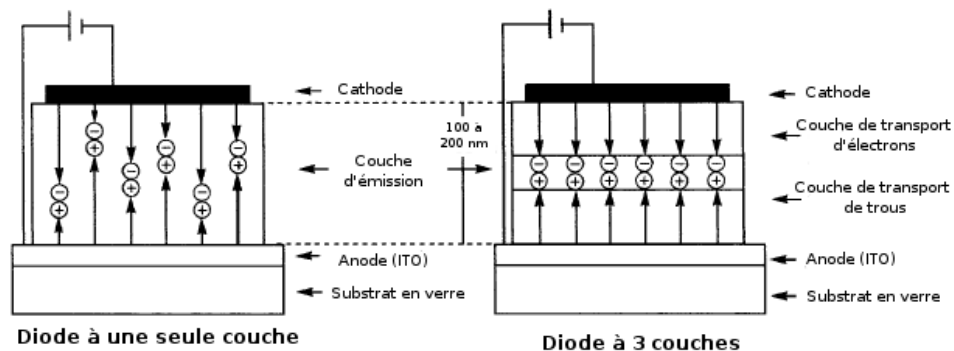 Cathode
100 à
200 nm
Couche
d'émission
Anode (ITO)
Substrat en verre
Diode à une seule couche
Cathode
Couche de transport
d'électrons
Couche de transport
de trous
Anode (ITO)
Substrat en verre
Diode à 3 couches